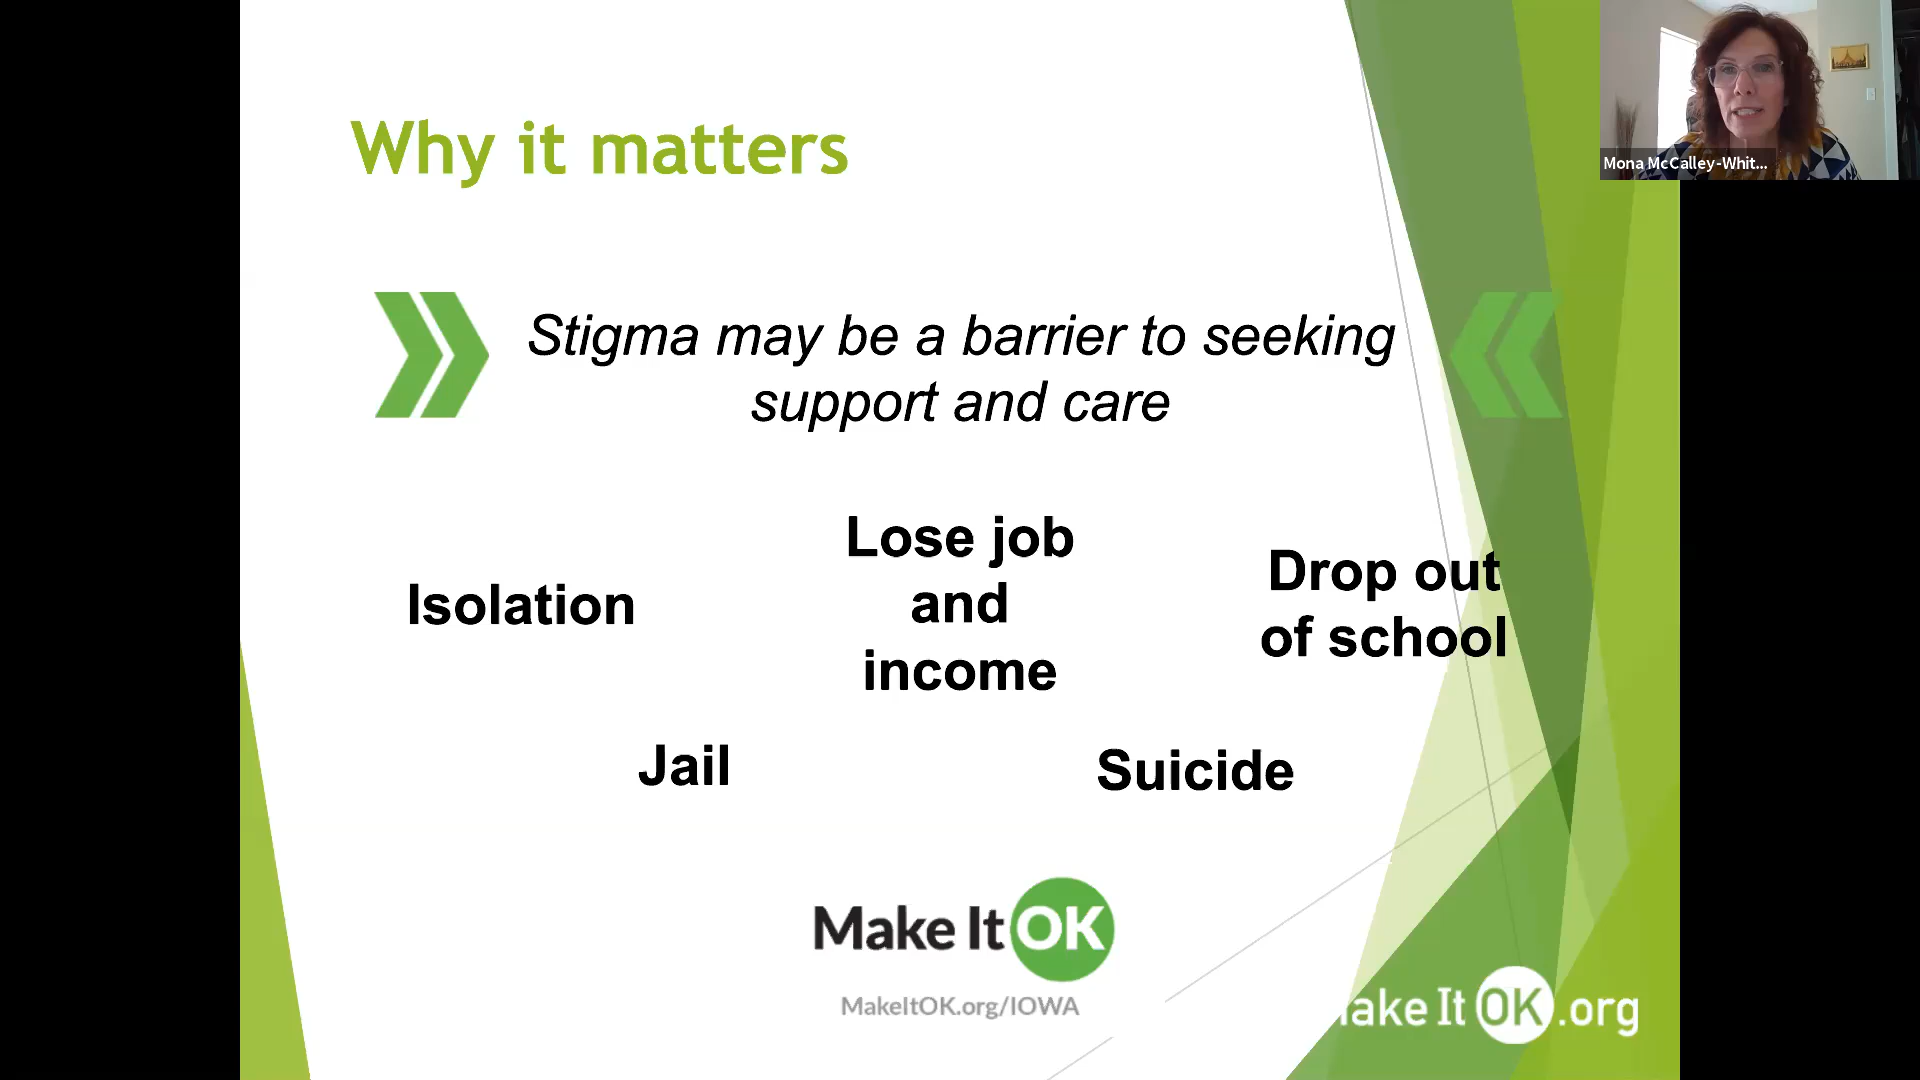 Why it matters
Mona McCalley-Whit...
Stigma may be a barrier to seeking
support and care
Isolation
Lose job
and
income
Drop out
of school
Jail
Suicide
Make It OK
MakeItOK.org/IOWA
ake It OK.org